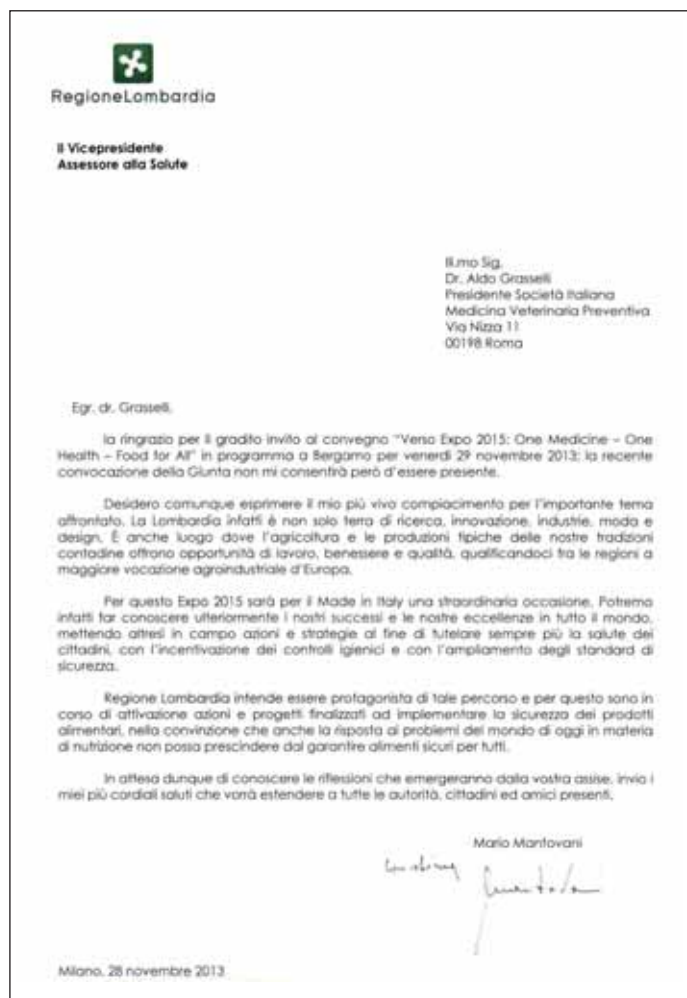 RegioneLombardia
Il Vicepresidente
Assessore alla Salute
Ill.mo Sig.
Dr. Aldo Grasselli
Presidente Società Italiana
Medicina Veterinaria Preventiva
Via Nizza 11
00198 Roma
Egr. dr. Grasselli,
la ringrazio per il gradito invito al convegno "Verso Expo 2015: One Medicine – One
Health – Food for All" in programma a Bergamo per venerdì 29 novembre 2013; la recente
convocazione della Giunta non mi consentirà però d'essere presente.
Desidero comunque esprimere il mio più vivo compiacimento per l'importante tema
affrontato. La Lombardia infatti è non solo terra di ricerca, innovazione, industrie, moda e
design. È anche luogo dove l'agricoltura e le produzioni tipiche delle nostre tradizioni
contadine offrono opportunità di lavoro, benessere e qualità, qualificandoci fra le regioni a
maggiore vocazione agroindustriale d'Europa.
Per questo Expo 2015 sarà per il Made in Italy una straordinaria occasione. Potremo
infatti far conoscere ulteriormente i nostri successi e le nostre eccellenze in tutto il mondo,
mettendo altresì in campo azioni e strategie al fine di tutelare sempre più la salute dei
cittadini, con l'incentivazione dei controlli igienici e con l'ampliamento degli standard di
sicurezza.
Regione Lombardia intende essere protagonista di tale percorso e per questo sono in
corso di attivazione azioni e progetti finalizzati ad implementare la sicurezza dei prodotti
alimentari, nella convinzione che anche la risposta ai problemi del mondo di oggi in materia
di nutrizione non possa prescindere dal garantire alimenti sicuri per tutti.
In attesa dunque di conoscere le riflessioni che emergeranno dalla vostra assise, invio i
miei più cordiali saluti che vorrà estendere a tutte le autorità, cittadini ed amici presenti.
Mario Mantovani
Milano, 28 novembre 2013